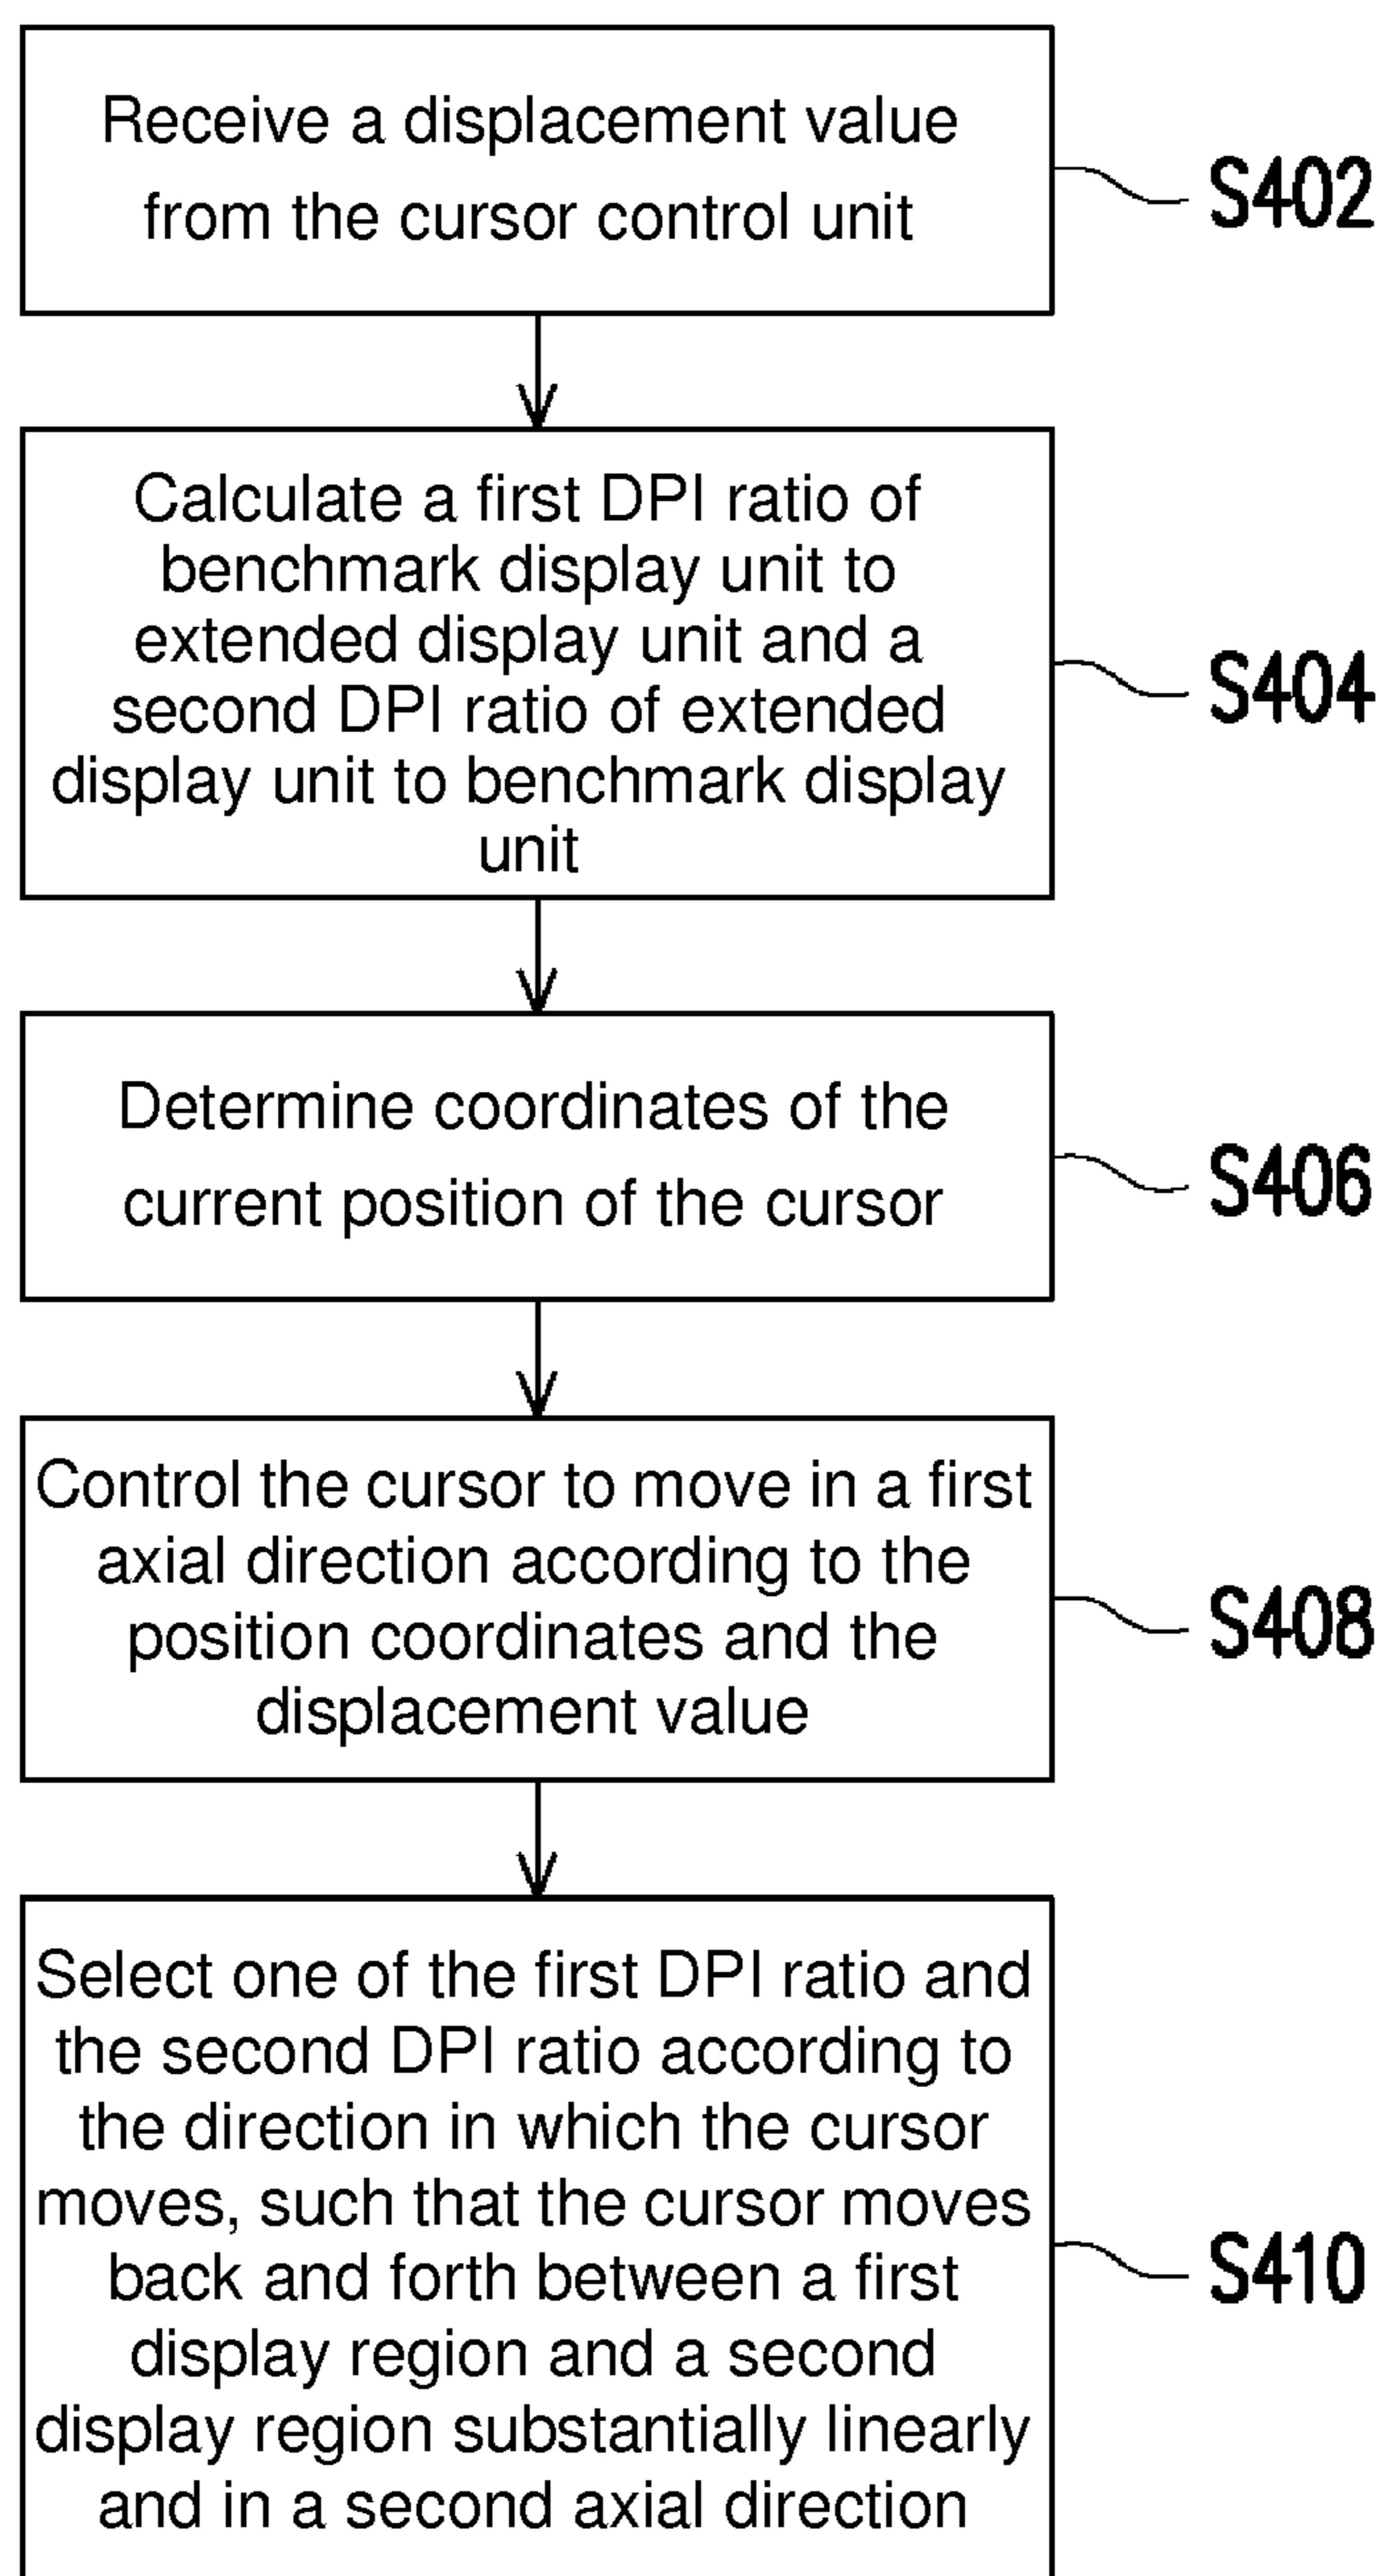 Receive a displacement value
from the cursor control unit
S402
Calculate a first DPI ratio of
benchmark display unit to
extended display unit and a
second DPI ratio of extended
display unit to benchmark display
unit
S404
Determine coordinates of the
current position of the cursor
S406
Control the cursor to move in a first
axial direction according to the
position coordinates and the
displacement value
S408
Select one of the first DPI ratio and
the second DPI ratio according to
the direction in which the cursor
moves, such that the cursor moves
back and forth between a first
display region and a second
display region substantially linearly
and in a second axial direction
S410